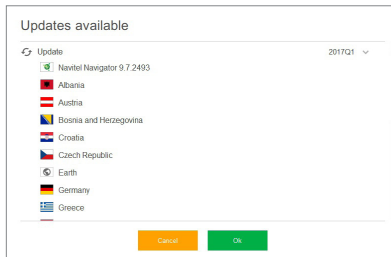 Updates available
Update 2017Q1
Navitel Navigator 9.7.2493
Albania
Austria
Bosnia and Herzegovina
Croatia
Czech Republic
Earth
Germany
Greece
Cancel Ok